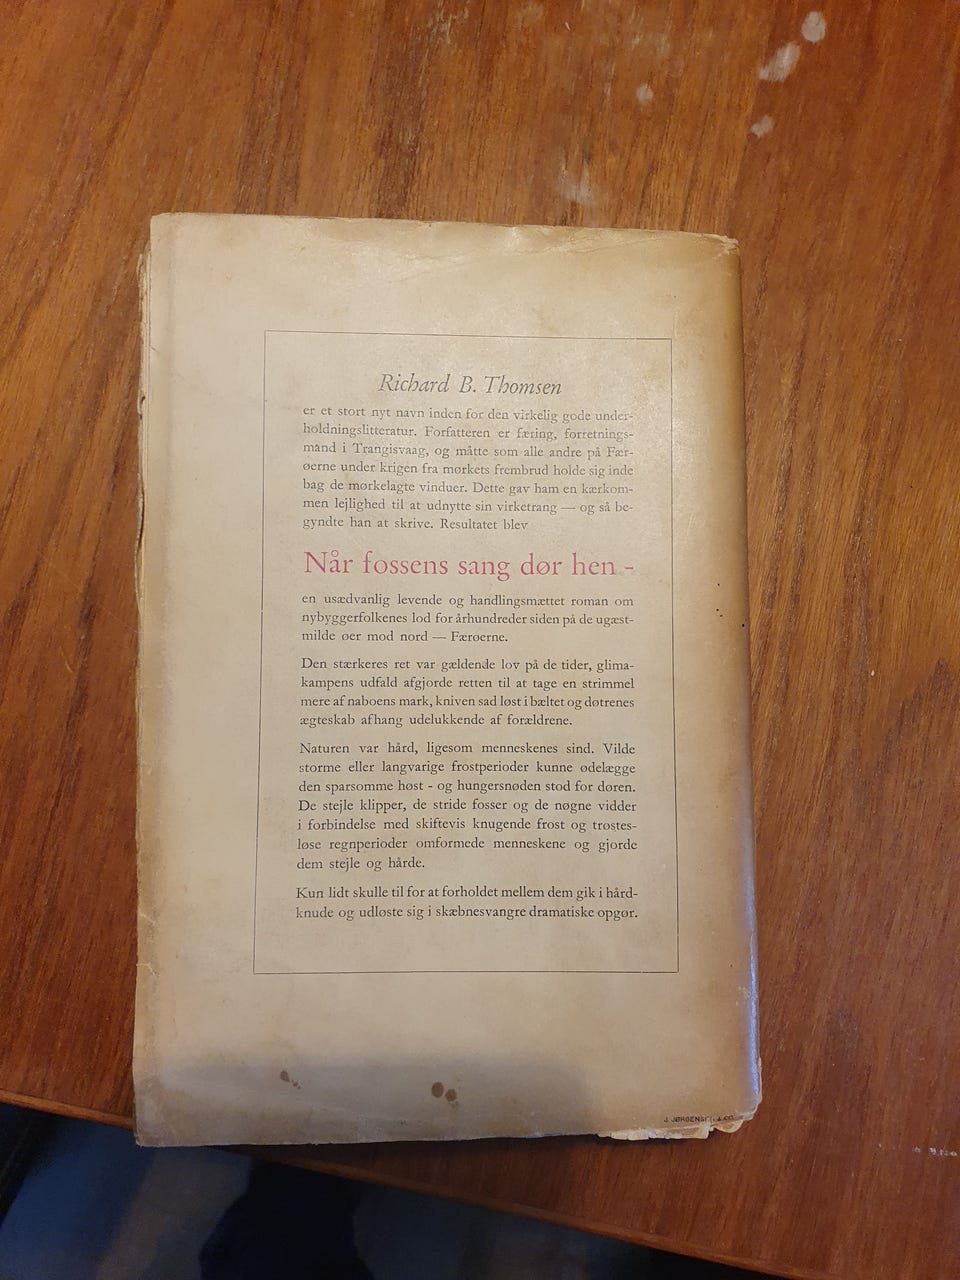 Richard B. Thomsen
er et stort nyt navn inden for den virkelig gode under-
holdningslitteratur. Forfatteren er færing, forretnings-
mand i Trangisvaag, og måtte som alle andre på Fær-
øerne under krigen fra mørkets frembrud holde sig inde
bag de mørkelagte vinduer. Dette gav ham en kærkom-
men lejlighed til at udnytte sin virketrang — og så be-
gyndte han at skrive. Resultatet blev
Når fossens sang dør hen -
en usædvanlig levende og handlingsmættet roman om
nybyggerfolkenes lod for århundreder siden på de ugæst-
milde øer mod nord — Færøerne.
Den stærkeres ret var gældende lov på de tider, glima-
kampens udfald afgjorde retten til at tage en strimmel
mere af naboens mark, kniven sad løst i bæltet og døtrenes
ægteskab afhang udelukkende af forældrene.
Naturen var hård, ligesom menneskenes sind. Vilde
storme eller langvarige frostperioder kunne ødelægge
den sparsomme høst - og hungersnøden stod for døren.
De stejle klipper, de stride fosser og de nøgne vidder
i forbindelse med skiftevis knugende frost og trøstes-
løse regnperioder omformede menneskene og gjorde
dem stejle og hårde.
Kun lidt skulle til for at forholdet mellem dem gik i hård-
knude og udløste sig i skæbnesvangre dramatiske opgør.
J. JØRGENSEN & CO.